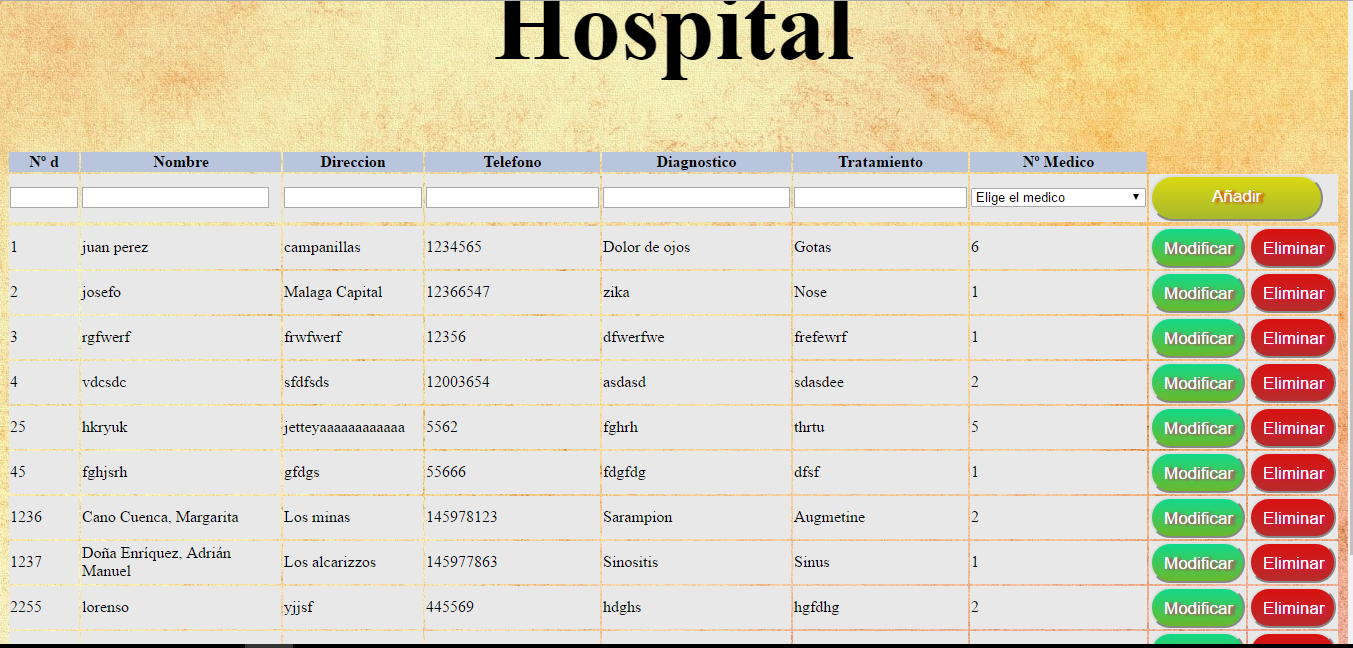 Hospital
Nº d Nombre Direccion Telefono Diagnostico Tratamiento Nº Medico
Elige el medico Añadir
1 juan perez campanillas 1234565 Dolor de ojos Gotas 6 Modificar Eliminar
2 josefo Malaga Capital 12366547 zika Nose 1 Modificar Eliminar
3 rgfwerf frwfwerf 12356 dfwerfwe frefewrf 1 Modificar Eliminar
4 vdcsdc sfdfsds 12003654 asdasd sdasdee 2 Modificar Eliminar
25 hkryuk jetteyaaaaaaaaaaaa 5562 fghrh thrtu 5 Modificar Eliminar
45 fghjsrh gfdgs 55666 fdgfdg dfsf 1 Modificar Eliminar
1236 Cano Cuenca, Margarita Los minas 145978123 Sarampion Augmetine 2 Modificar Eliminar
1237 Doña Enríquez, Adrián Manuel Los alcarizzos 145977863 Sinositis Sinus 1 Modificar Eliminar
2255 lorenso yjjsf 445569 hdghs hgfdhg 2 Modificar Eliminar